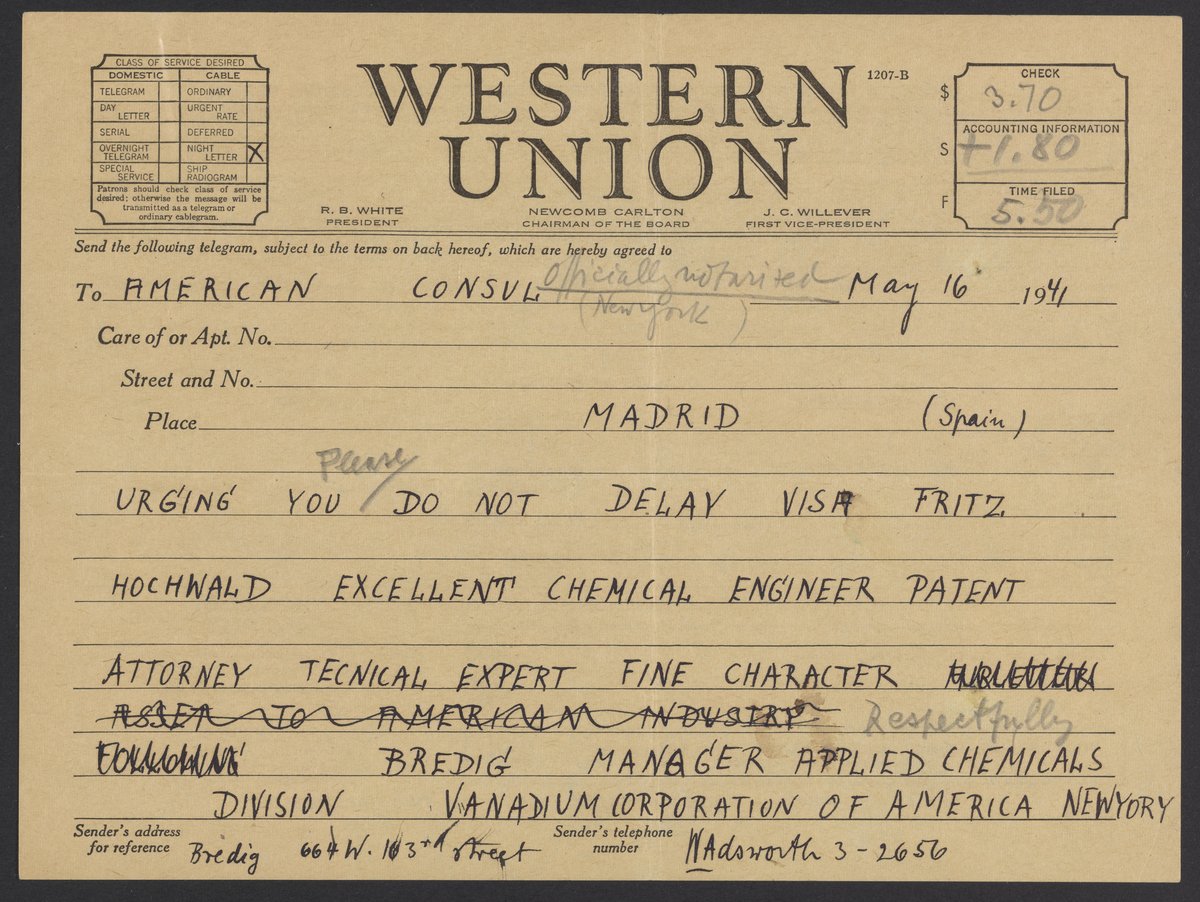 CLASS OF SERVICE DESIRED
DOMESTIC CABLE
TELEGRAM ORDINARY
DAY LETTER URGENT RATE
SERIAL DEFERRED
OVERNIGHT TELEGRAM NIGHT LETTER X
SPECIAL SERVICE SHIP RADIOGRAM
Patrons should check class of service
desired; otherwise the message will be
transmitted as a telegram or
ordinary cablegram.
WESTERN
UNION
1207-B
R. B. WHITE
PRESIDENT
NEWCOMB CARLTON
CHAIRMAN OF THE BOARD
J. C. WILLEVER
FIRST VICE-PRESIDENT
CHECK
$ 3.70
ACCOUNTING INFORMATION
S +1.80
TIME FILED
F 5.50
Send the following telegram, subject to the terms on back hereof, which are hereby agreed to
To AMERICAN CONSUL officially notarized May 16 1941
(New York)
Care of or Apt. No.
Street and No.
Place MADRID (Spain)
Please
URGING YOU DO NOT DELAY VISA FRITZ
HOCHWALD EXCELLENT CHEMICAL ENGINEER PATENT
ATTORNEY TECNICAL EXPERT FINE CHARACTER
ASSET TO AMERICAN INDUSTRY Respectfully
BREDIG MANAGER APPLIED CHEMICALS
DIVISION VANADIUM CORPORATION OF AMERICA NEWYORY
Sender's address
for reference Bredig 664 W. 163rd street
Sender's telephone
number WAdsworth 3-2656